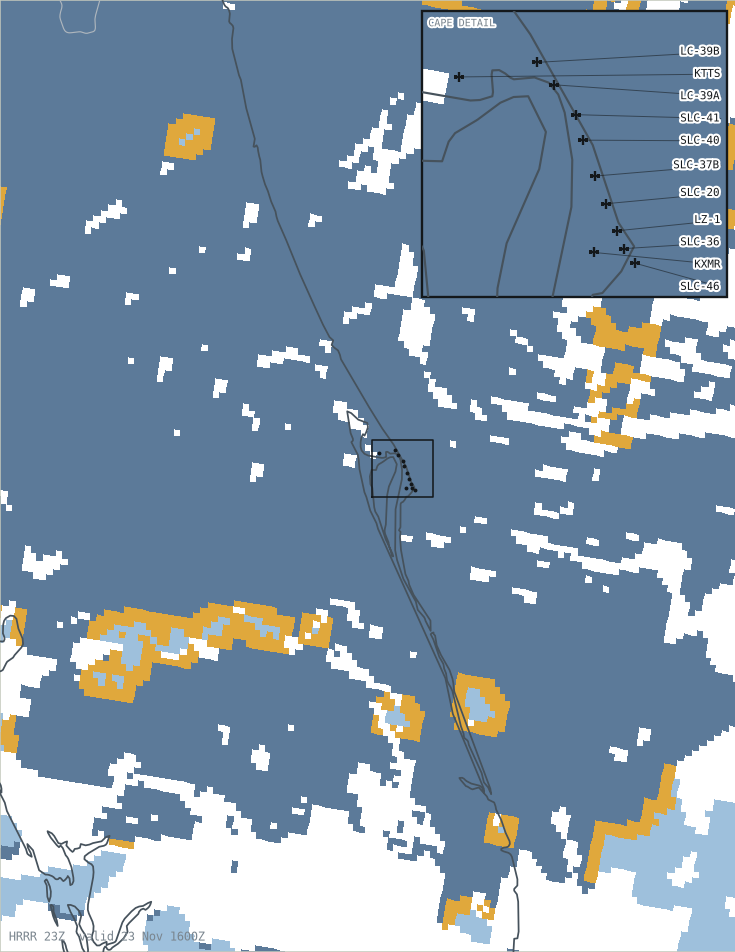 CAPE DETAIL
LC-39B
KTTS
LC-39A
SLC-41
SLC-40
SLC-37B
SLC-20
LZ-1
SLC-36
KXMR
SLC-46
HRRR 23Z valid 23 Nov 1600Z